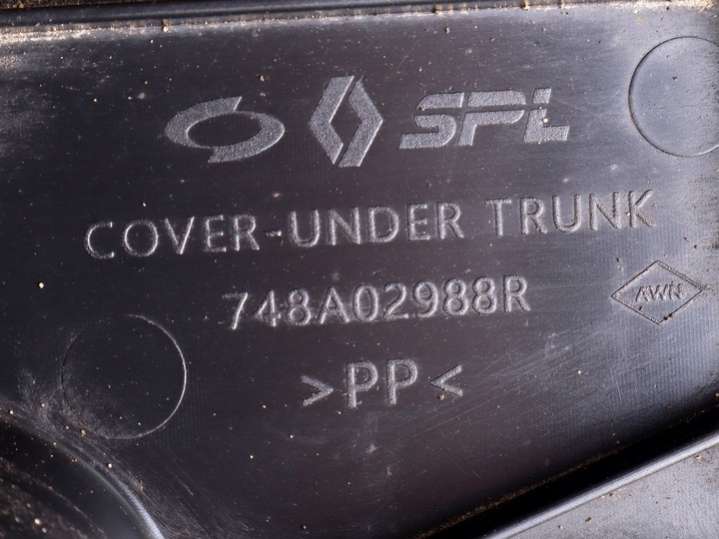 SPL
COVER-UNDER TRUNK
748A02988R
AWN
>PP<